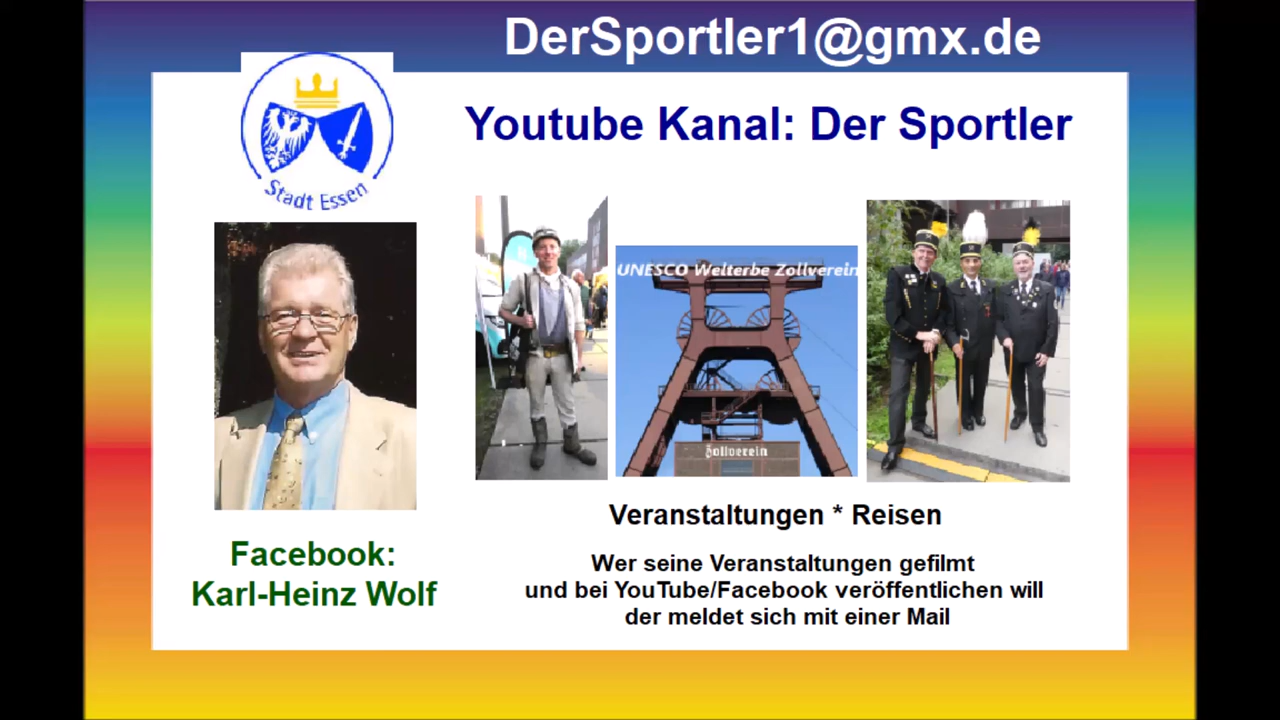 DerSportler1@gmx.de
Youtube Kanal: Der Sportler
Stadt Essen
UNESCO Welterbe Zollverein
Zollverein
Veranstaltungen * Reisen
Facebook:
Karl-Heinz Wolf
Wer seine Veranstaltungen gefilmt
und bei YouTube/Facebook veröffentlichen will
der meldet sich mit einer Mail